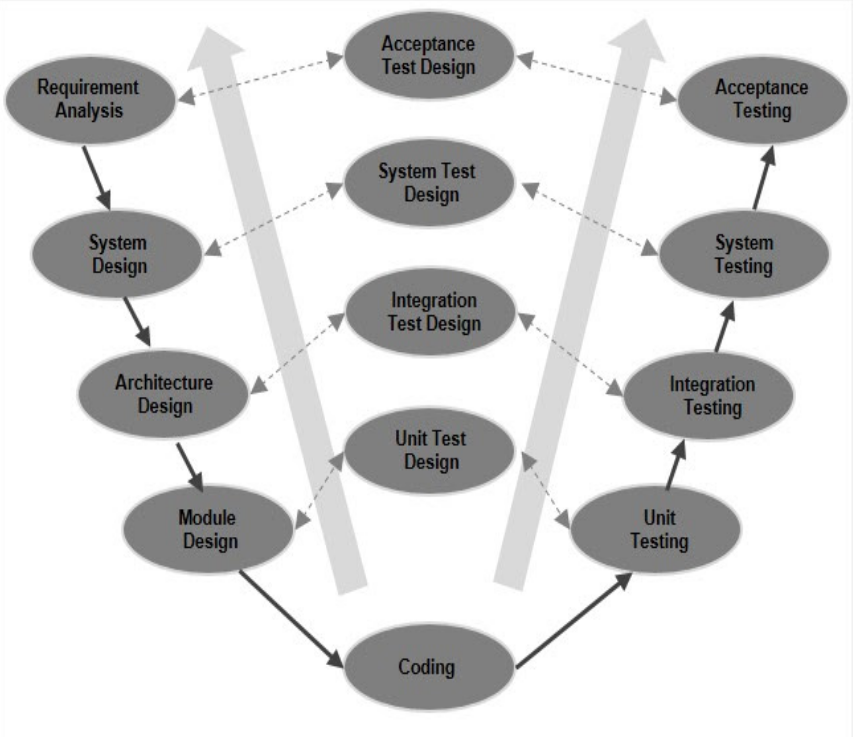 Acceptance
Test Design
Requirement
Analysis
Acceptance
Testing
System Test
Design
System
Design
System
Testing
Integration
Test Design
Architecture
Design
Integration
Testing
Unit Test
Design
Module
Design
Unit
Testing
Coding